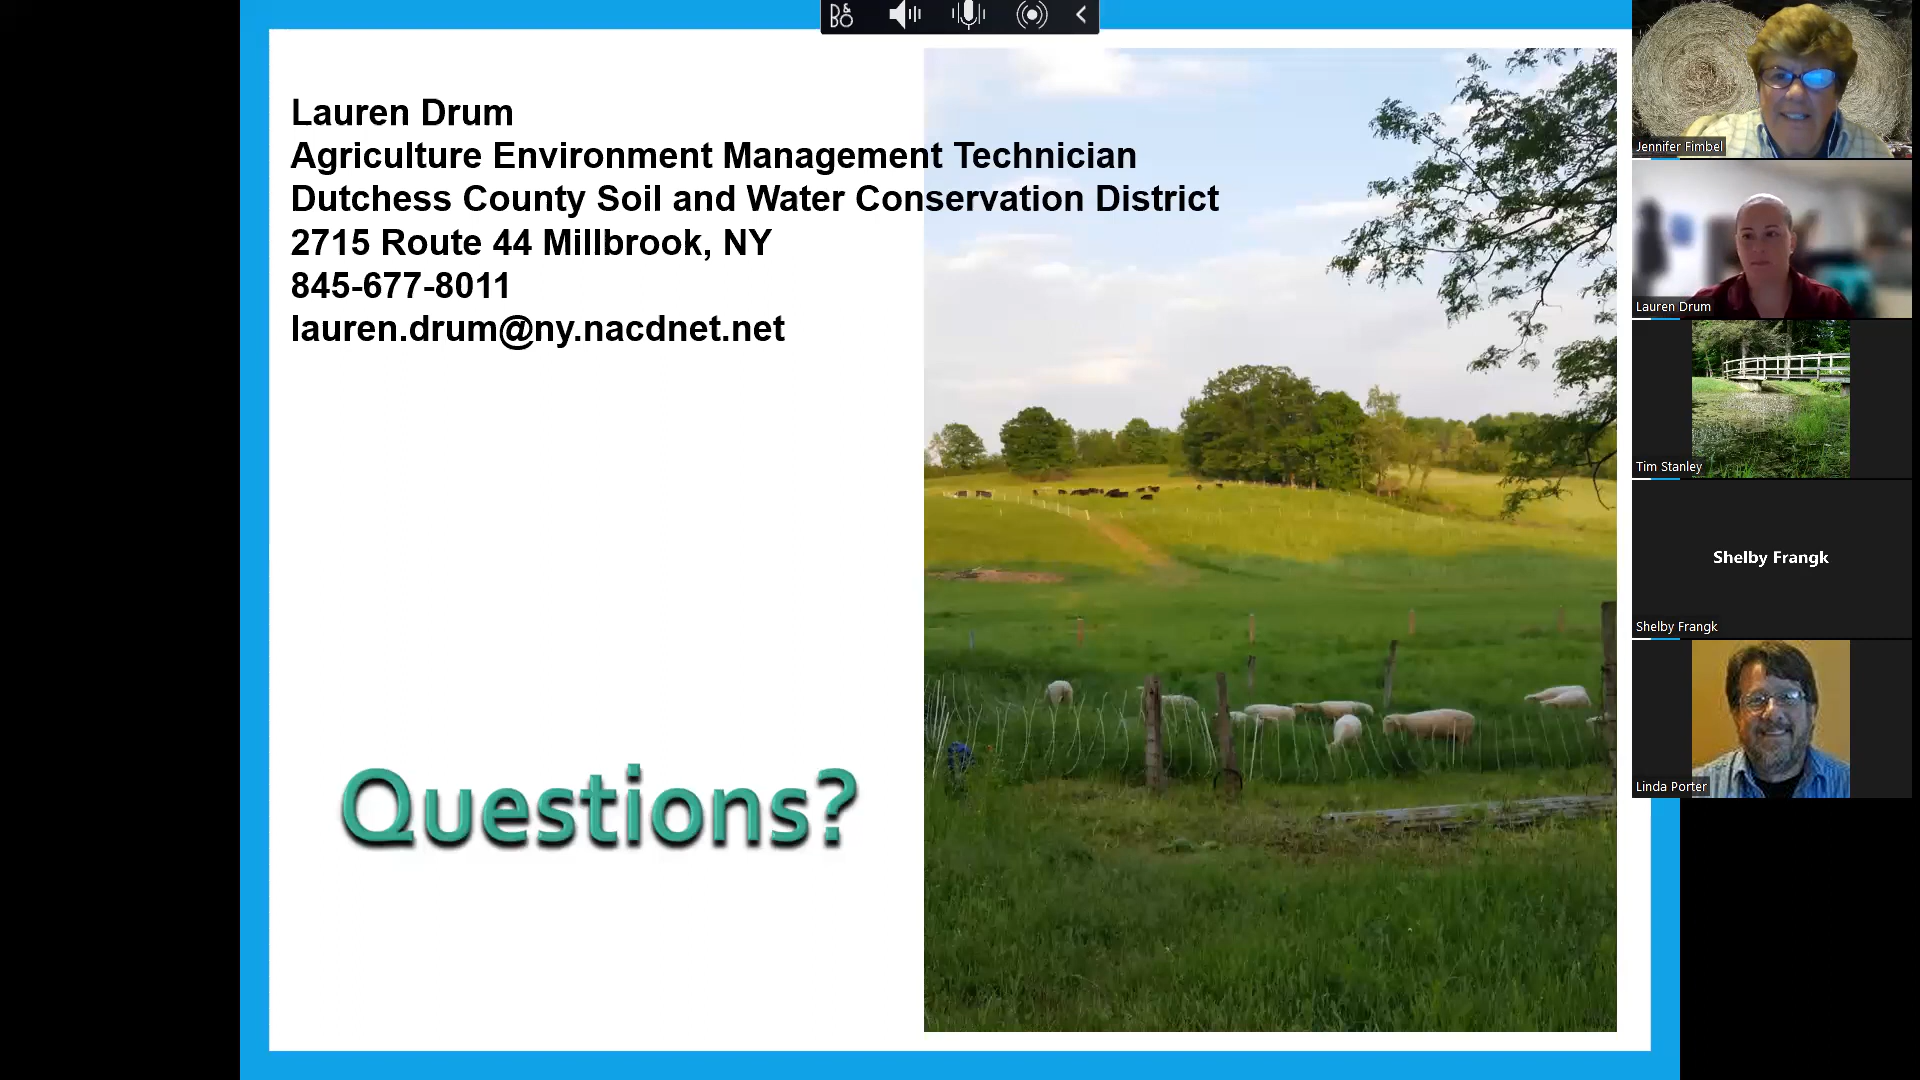 B&O
Lauren Drum
Agriculture Environment Management Technician
Dutchess County Soil and Water Conservation District
2715 Route 44 Millbrook, NY
845-677-8011
lauren.drum@ny.nacdnet.net
Questions?
Jennifer Fimbel
Lauren Drum
Tim Stanley
Shelby Frangk
Shelby Frangk
Linda Porter